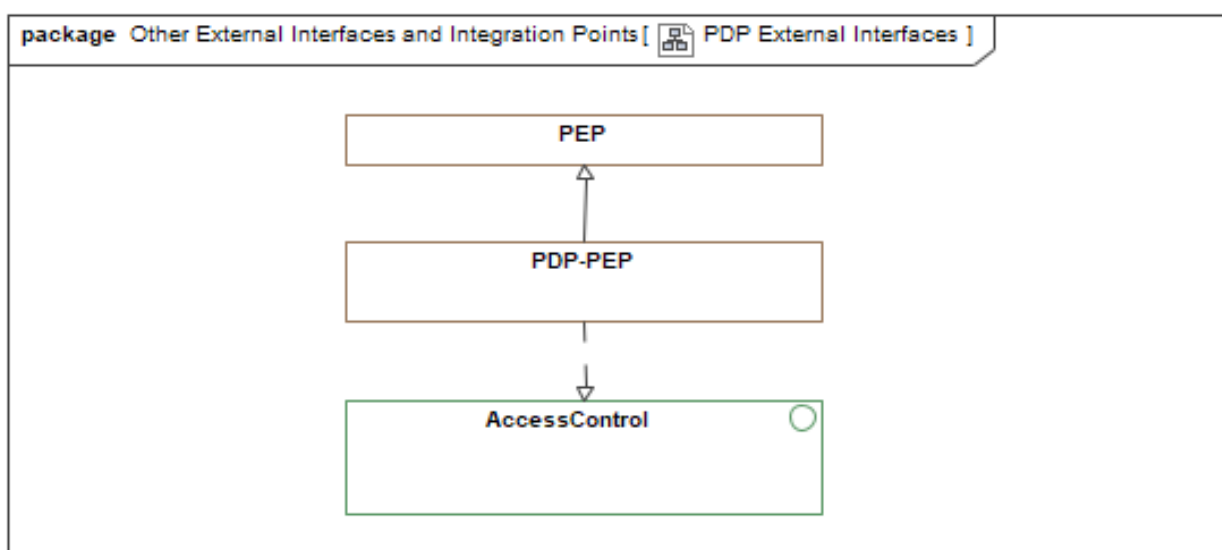 package Other External Interfaces and Integration Points[ PDP External Interfaces ]
PEP
PDP-PEP
AccessControl